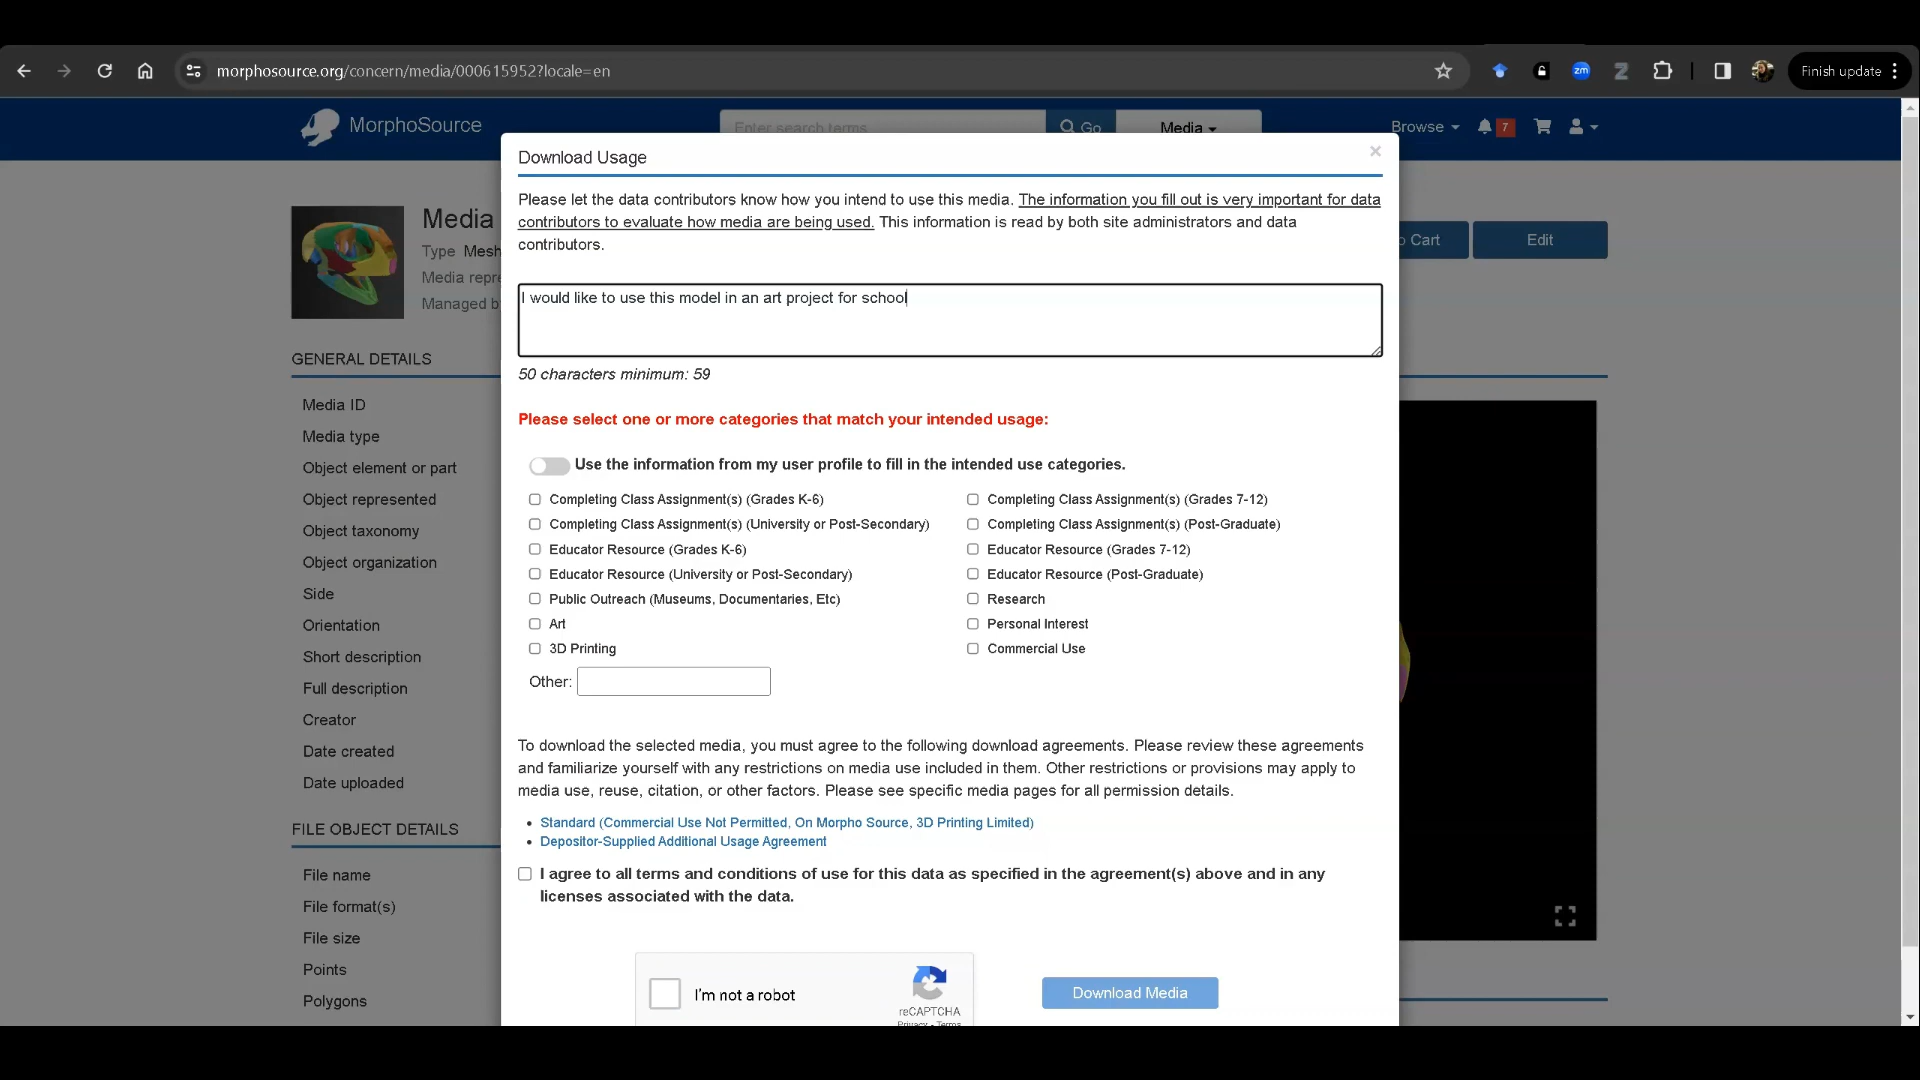 morphosource.org/concern/media/000615952?locale=en
zm
Finish update
MorphoSource
Enter search terms
Go
Media
Browse
7
Download Usage
×
Please let the data contributors know how you intend to use this media. The information you fill out is very important for data
contributors to evaluate how media are being used. This information is read by both site administrators and data
contributors.
Media
Type Mesh
Media repre
Managed b
o Cart
Edit
I would like to use this model in an art project for school
50 characters minimum: 59
Please select one or more categories that match your intended usage:
Use the information from my user profile to fill in the intended use categories.
Completing Class Assignment(s) (Grades K-6)
Completing Class Assignment(s) (Grades 7-12)
Completing Class Assignment(s) (University or Post-Secondary)
Completing Class Assignment(s) (Post-Graduate)
Educator Resource (Grades K-6)
Educator Resource (Grades 7-12)
Educator Resource (University or Post-Secondary)
Educator Resource (Post-Graduate)
Public Outreach (Museums, Documentaries, Etc)
Research
Art
Personal Interest
3D Printing
Commercial Use
Other:
To download the selected media, you must agree to the following download agreements. Please review these agreements
and familiarize yourself with any restrictions on media use included in them. Other restrictions or provisions may apply to
media use, reuse, citation, or other factors. Please see specific media pages for all permission details.
Standard (Commercial Use Not Permitted, On Morpho Source, 3D Printing Limited)
Depositor-Supplied Additional Usage Agreement
I agree to all terms and conditions of use for this data as specified in the agreement(s) above and in any
licenses associated with the data.
I'm not a robot
reCAPTCHA
Privacy - Terms
Download Media
GENERAL DETAILS
Media ID
Media type
Object element or part
Object represented
Object taxonomy
Object organization
Side
Orientation
Short description
Full description
Creator
Date created
Date uploaded
FILE OBJECT DETAILS
File name
File format(s)
File size
Points
Polygons